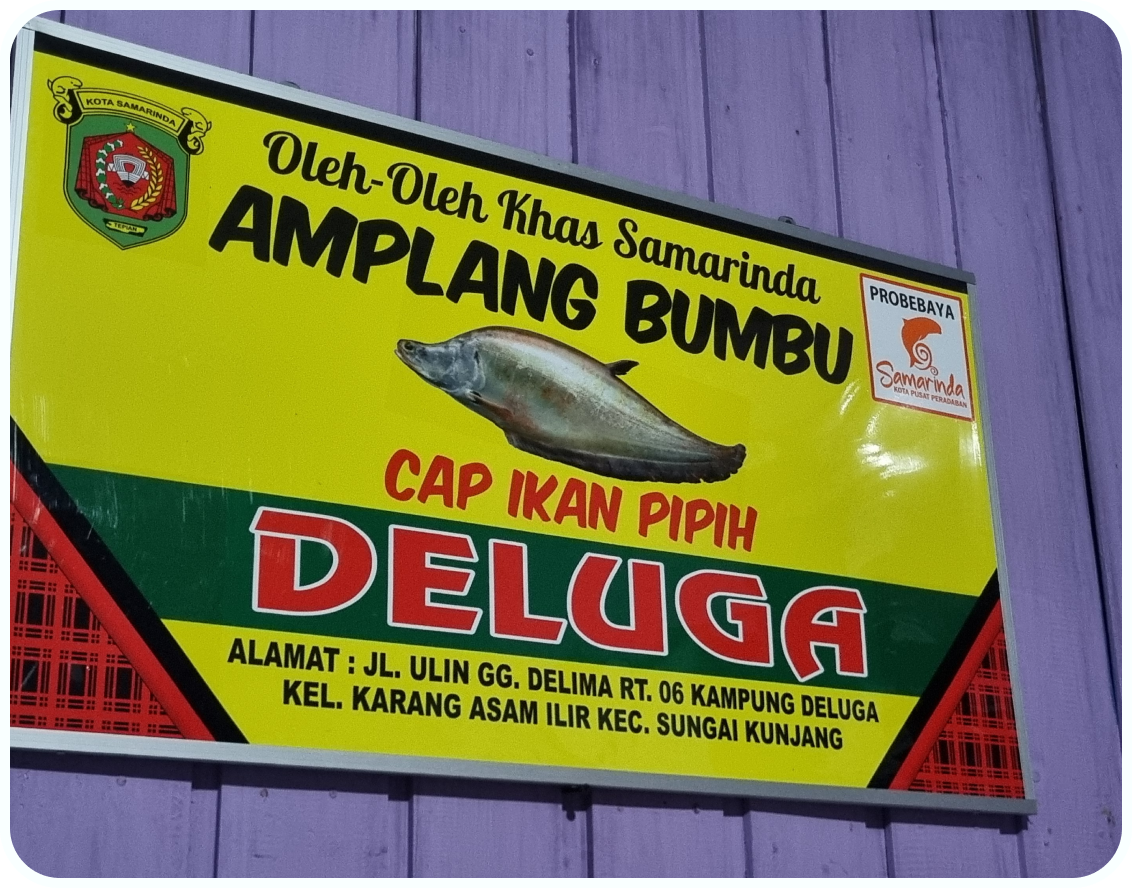 KOTA SAMARINDA
TEPIAN
Oleh-Oleh Khas Samarinda
AMPLANG BUMBU
PROBEBAYA
Samarinda
KOTA PUSAT PERADABAN
CAP IKAN PIPIH
DELUGA
ALAMAT : JL. ULIN GG. DELIMA RT. 06 KAMPUNG DELUGA
KEL. KARANG ASAM ILIR KEC. SUNGAI KUNJANG